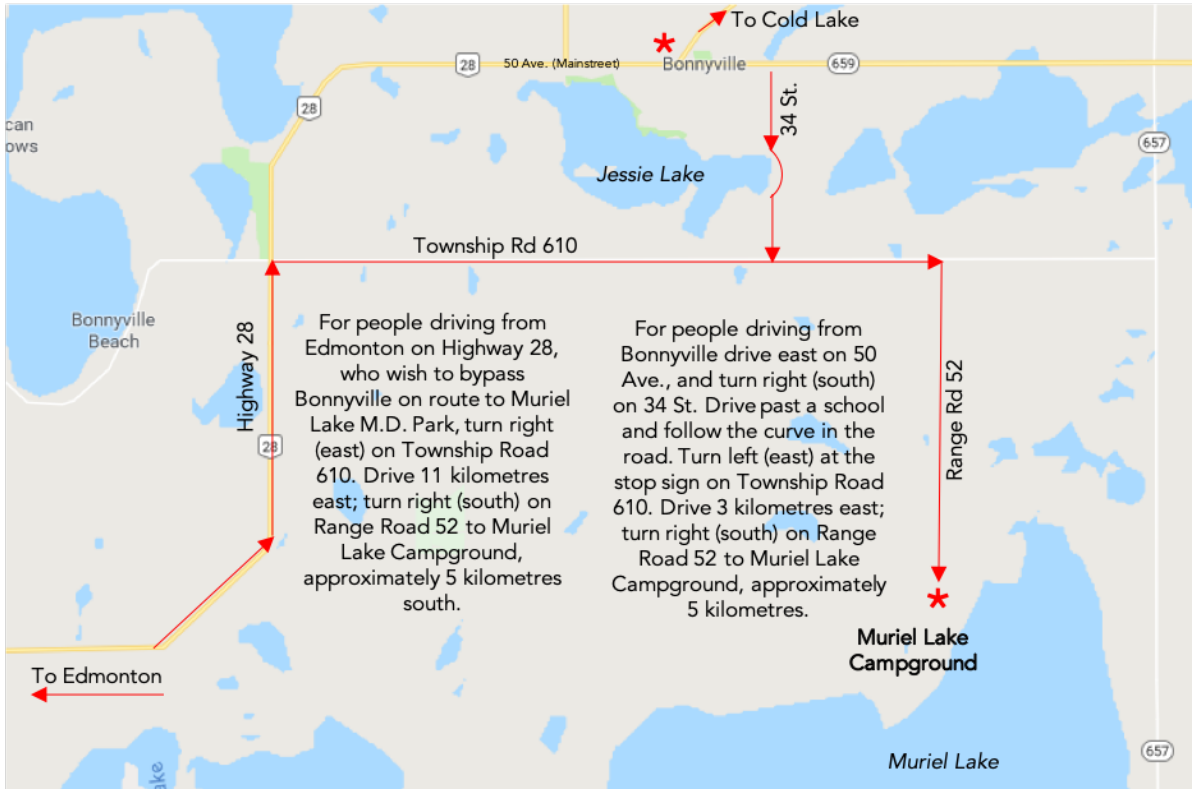 To Cold Lake
28
50 Ave. (Mainstreet)
Bonnyville
659
28
34 St.
can
ows
657
Jessie Lake
Township Rd 610
Bonnyville
Beach
Highway 28
28
For people driving from
Edmonton on Highway 28,
who wish to bypass
Bonnyville on route to Muriel
Lake M.D. Park, turn right
(east) on Township Road
610. Drive 11 kilometres
east; turn right (south) on
Range Road 52 to Muriel
Lake Campground,
approximately 5 kilometres
south.
For people driving from
Bonnyville drive east on 50
Ave., and turn right (south)
on 34 St. Drive past a school
and follow the curve in the
road. Turn left (east) at the
stop sign on Township Road
610. Drive 3 kilometres east;
turn right (south) on Range
Road 52 to Muriel Lake
Campground, approximately
5 kilometres.
Range Rd 52
Muriel Lake
Campground
To Edmonton
ake
Muriel Lake
657